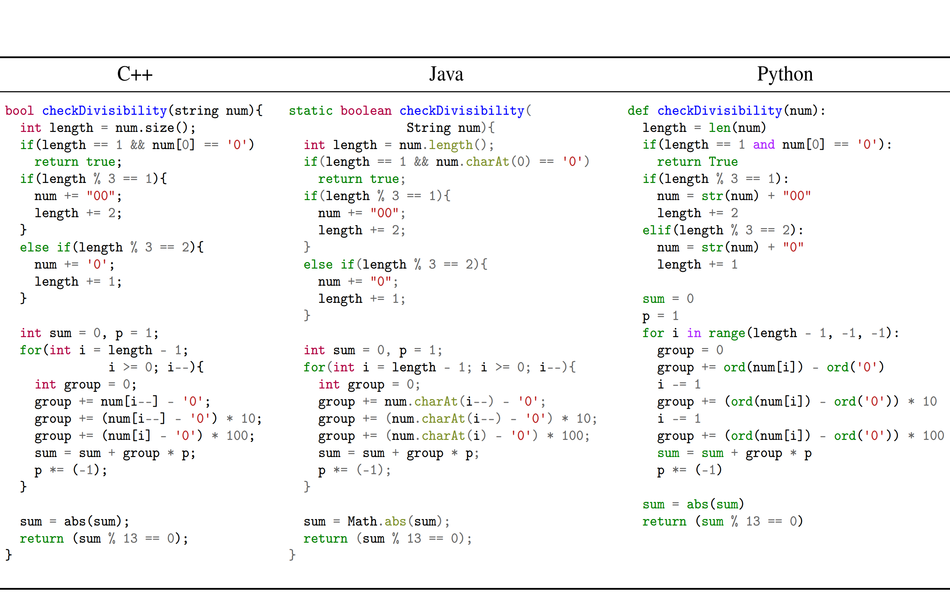 C++
bool checkDivisibility(string num){
  int length = num.size();
  if(length == 1 && num[0] == '0')
    return true;
  if(length % 3 == 1){
    num += "00";
    length += 2;
  }
  else if(length % 3 == 2){
    num += '0';
    length += 1;
  }

  int sum = 0, p = 1;
  for(int i = length - 1;
              i >= 0; i--){
    int group = 0;
    group += num[i--] - '0';
    group += (num[i--] - '0') * 10;
    group += (num[i] - '0') * 100;
    sum = sum + group * p;
    p *= (-1);
  }

  sum = abs(sum);
  return (sum % 13 == 0);
}
Java
static boolean checkDivisibility(
                String num){
  int length = num.length();
  if(length == 1 && num.charAt(0) == '0')
    return true;
  if(length % 3 == 1){
    num += "00";
    length += 2;
  }
  else if(length % 3 == 2){
    num += "0";
    length += 1;
  }

  int sum = 0, p = 1;
  for(int i = length - 1; i >= 0; i--){
    int group = 0;
    group += num.charAt(i--) - '0';
    group += (num.charAt(i--) - '0') * 10;
    group += (num.charAt(i) - '0') * 100;
    sum = sum + group * p;
    p *= (-1);
  }

  sum = Math.abs(sum);
  return (sum % 13 == 0);
}
Python
def checkDivisibility(num):
  length = len(num)
  if(length == 1 and num[0] == '0'):
    return True
  if(length % 3 == 1):
    num = str(num) + "00"
    length += 2
  elif(length % 3 == 2):
    num = str(num) + "0"
    length += 1

  sum = 0
  p = 1
  for i in range(length - 1, -1, -1):
    group = 0
    group += ord(num[i]) - ord('0')
    i -= 1
    group += (ord(num[i]) - ord('0')) * 10
    i -= 1
    group += (ord(num[i]) - ord('0')) * 100
    sum = sum + group * p
    p *= (-1)

  sum = abs(sum)
  return (sum % 13 == 0)